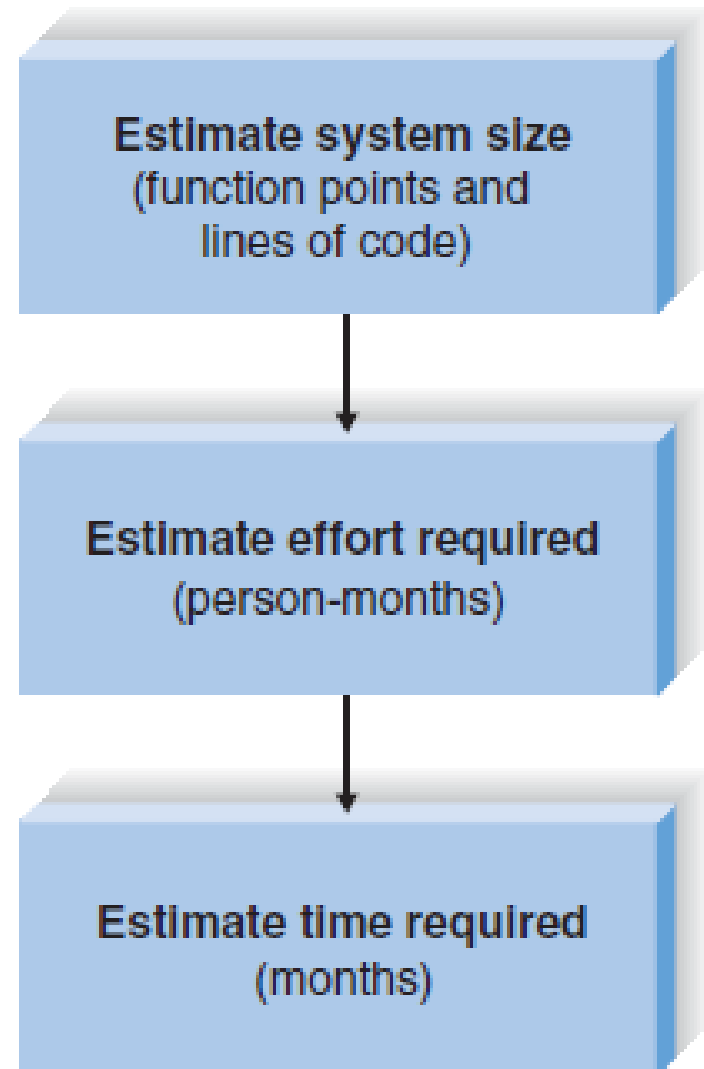 Estimate system size
(function points and
lines of code)
Estimate effort required
(person-months)
Estimate time required
(months)